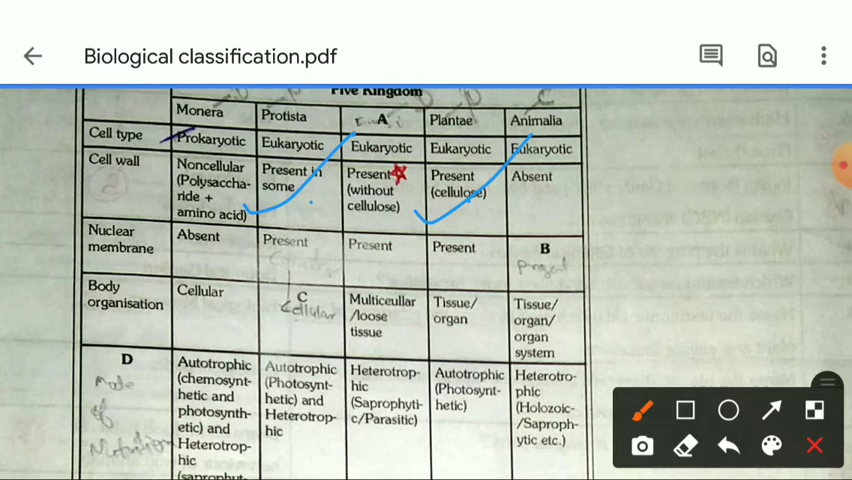 Biological classification.pdf
Five Kingdom
Monera Protista A Plantae Animalia
Cell type Prokaryotic Eukaryotic Eukaryotic Eukaryotic Eukaryotic
Cell wall Noncellular Present in Present Present Absent
(Polysaccha- some (without (cellulose)
ride + cellulose)
amino acid)
Nuclear Absent Present Present Present B
membrane present
Body Cellular C Multiceullar Tissue/ Tissue/
organisation Cellular /loose organ organ/
tissue organ
system
D Autotrophic Autotrophic Heterotrop- Autotrophic Heterotro-
mode (chemosynt- (Photosynt- hic (Photosynt- phic
of hetic and hetic) and (Saprophyti- hetic) (Holozoic-
Nutrition photosynth- Heterotrop- c/Parasitic) /Saproph-
etic) and hic ytic etc.)
Heterotrop-
hic
(saprophyt-